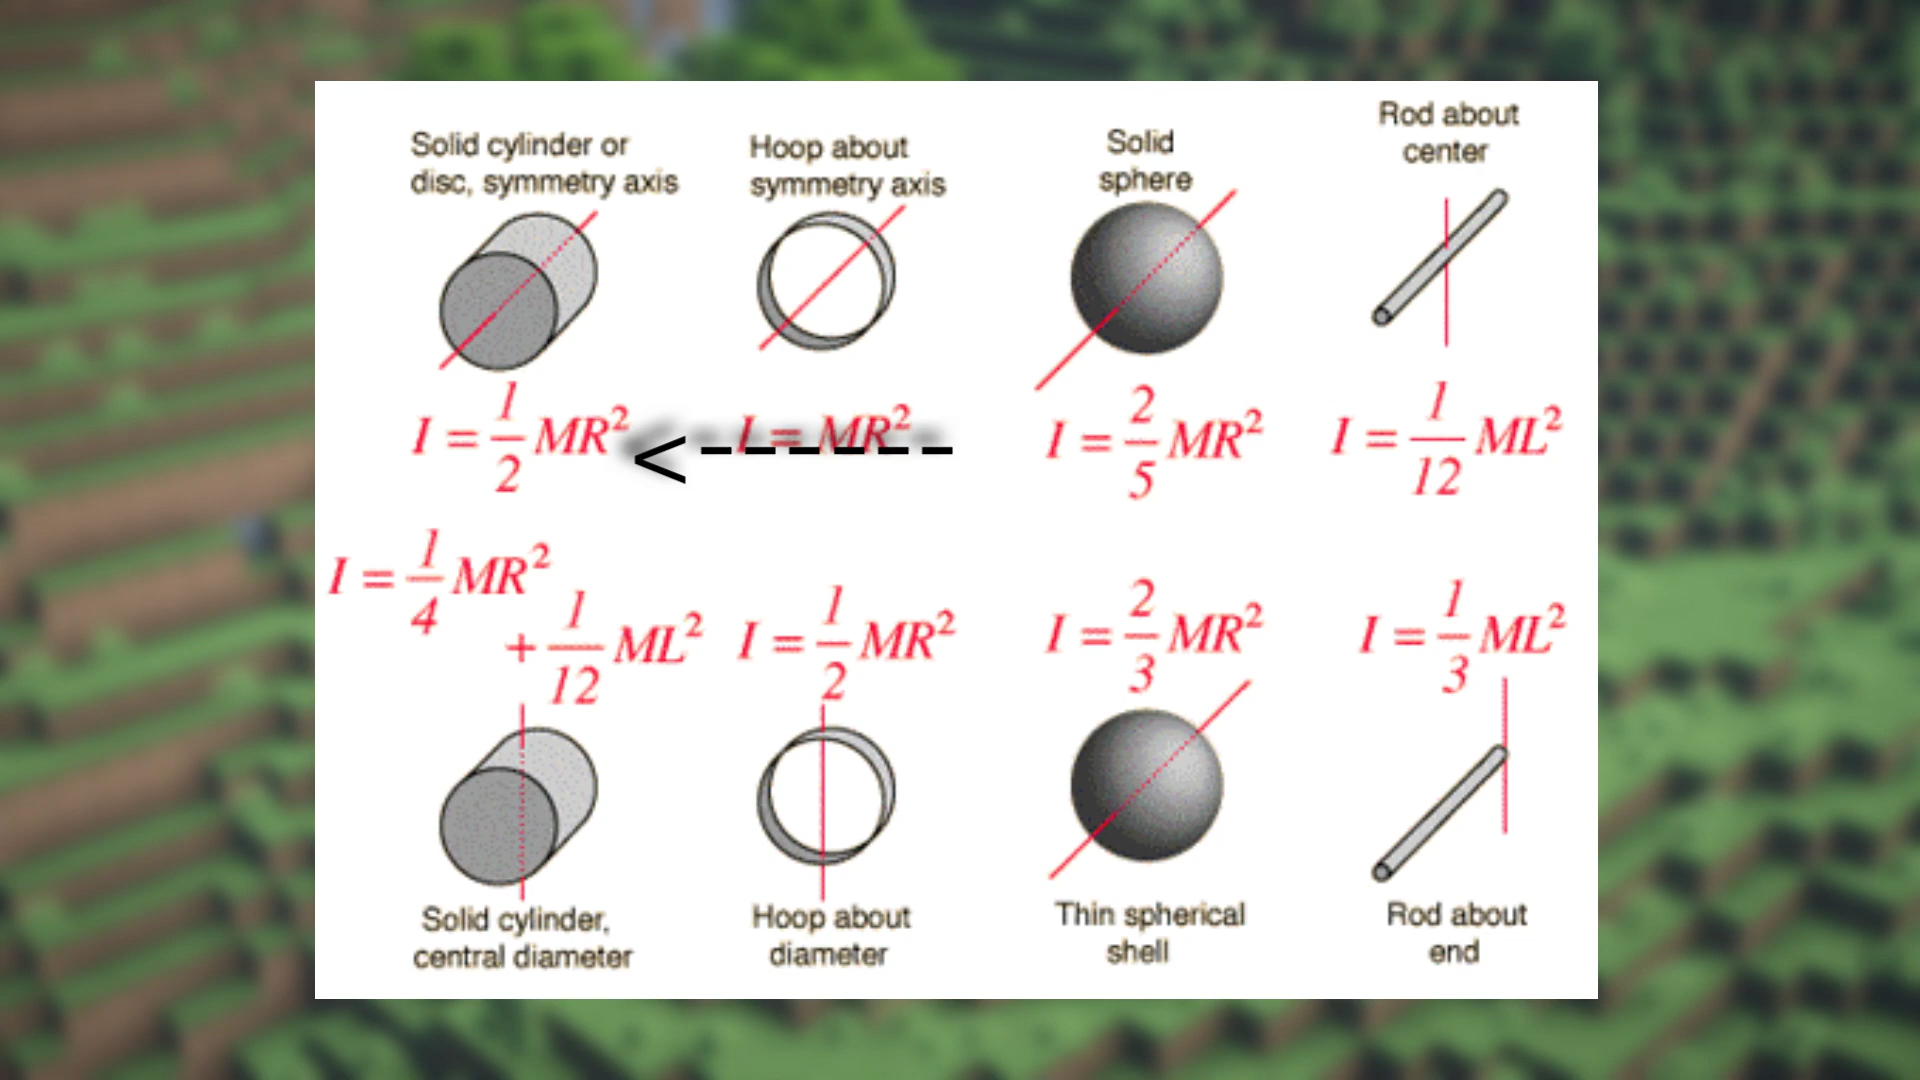 Solid cylinder or
disc, symmetry axis
I = 1/2 MR²
Hoop about
symmetry axis
I = MR²
<------
Solid
sphere
I = 2/5 MR²
Rod about
center
I = 1/12 ML²
I = 1/4 MR²
+ 1/12 ML²
Solid cylinder,
central diameter
I = 1/2 MR²
Hoop about
diameter
I = 2/3 MR²
Thin spherical
shell
I = 1/3 ML²
Rod about
end